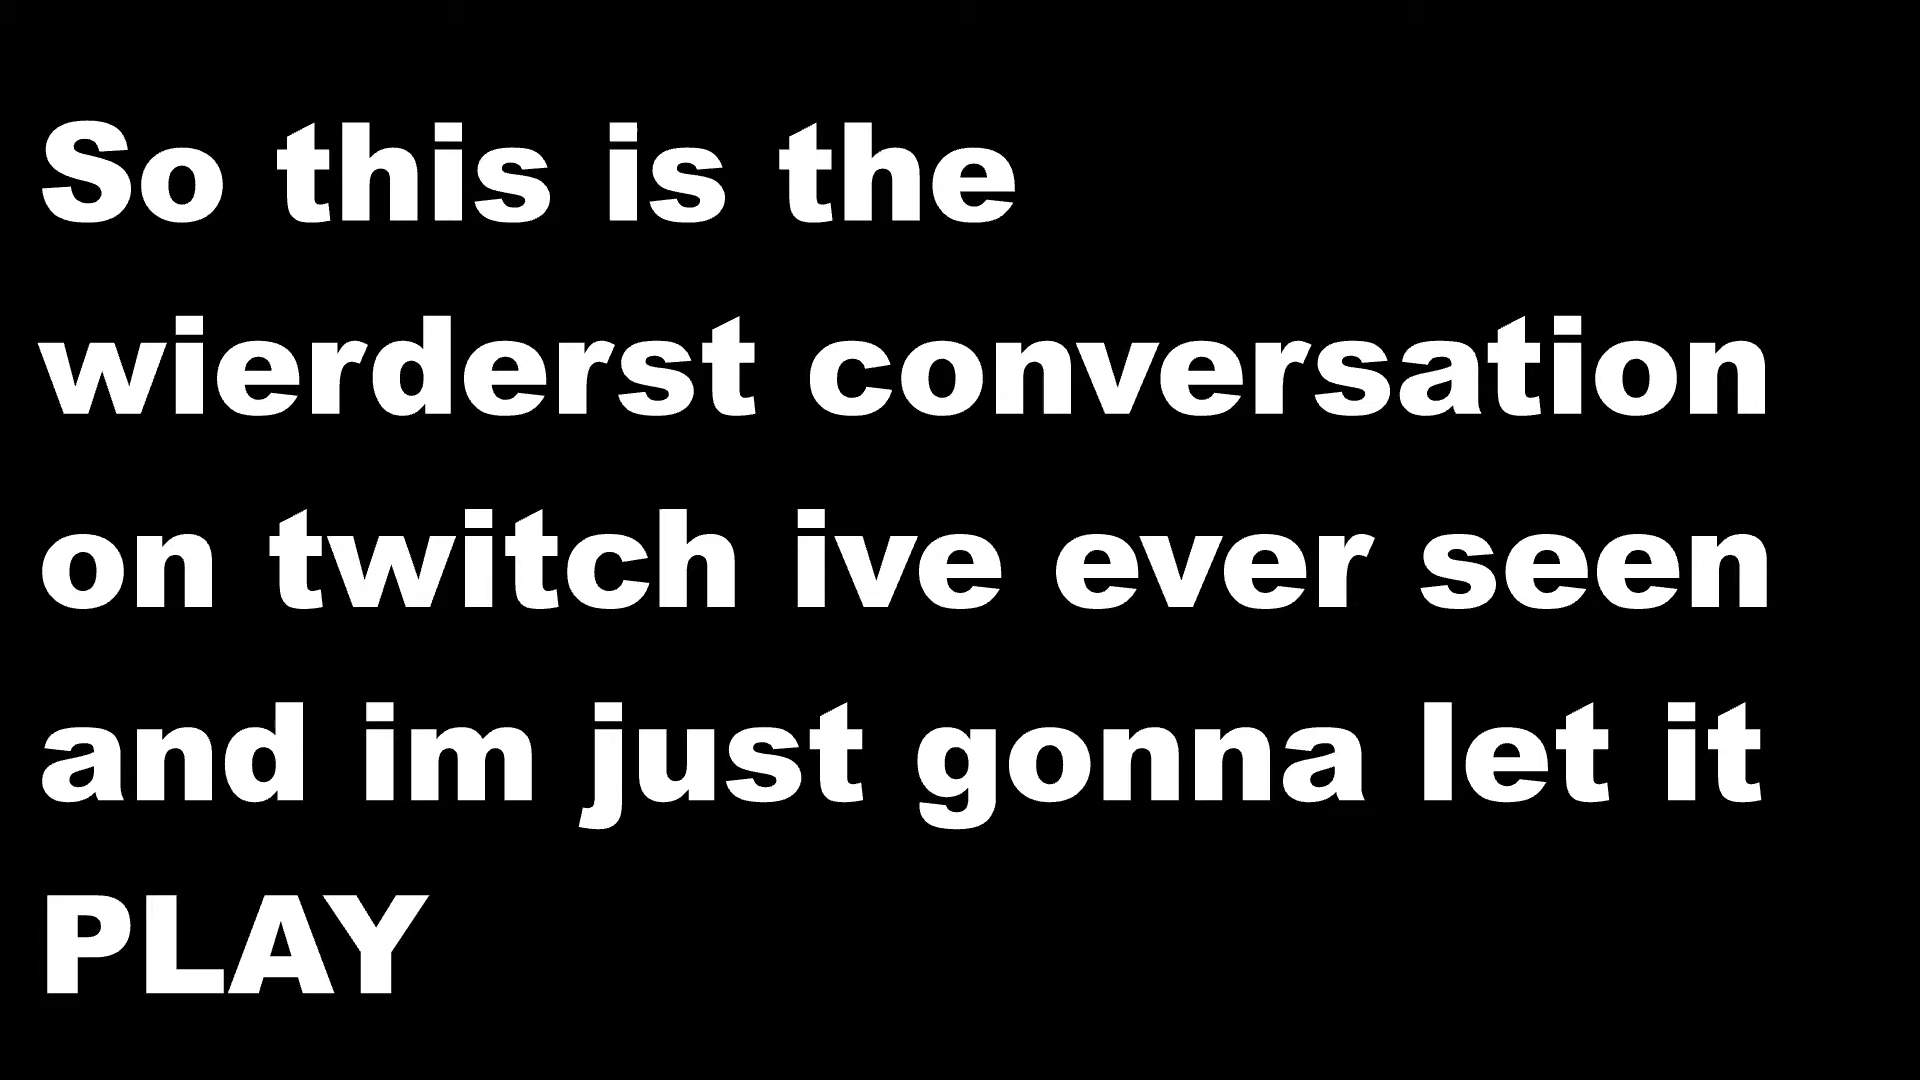 So this is the
wierderst conversation
on twitch ive ever seen
and im just gonna let it
PLAY